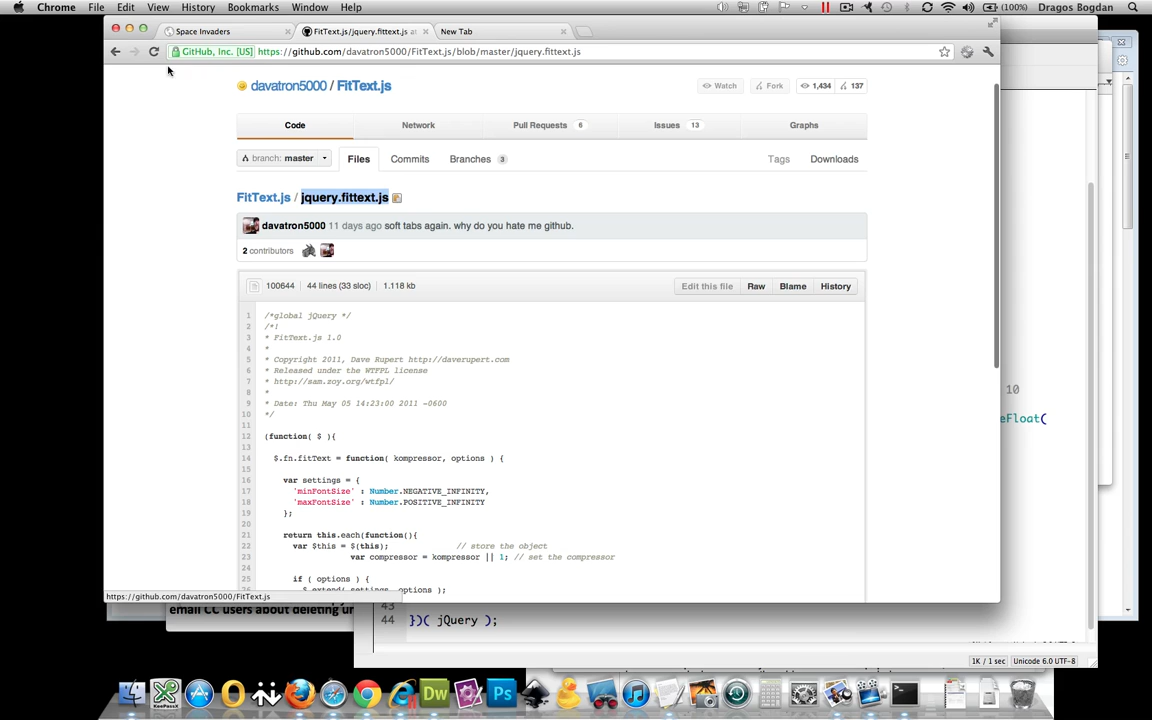 Chrome File Edit View History Bookmarks Window Help (100%) Dragos Bogdan
Space Invaders FitText.js/jquery.fittext.js at New Tab
GitHub, Inc. [US] https://github.com/davatron5000/FitText.js/blob/master/jquery.fittext.js
davatron5000 / FitText.js Watch Fork 1,434 137
Code Network Pull Requests 6 Issues 13 Graphs
branch: master Files Commits Branches 3 Tags Downloads
FitText.js / jquery.fittext.js
davatron5000 11 days ago soft tabs again. why do you hate me github.
2 contributors
100644 44 lines (33 sloc) 1.118 kb Edit this file Raw Blame History
1 /*global jQuery */
2 /*!
3 * FitText.js 1.0
4 *
5 * Copyright 2011, Dave Rupert http://daverupert.com
6 * Released under the WTFPL license
7 * http://sam.zoy.org/wtfpl/
8 *
9 * Date: Thu May 05 14:23:00 2011 -0600
10 */
11
12 (function( $ ){
13
14 $.fn.fitText = function( kompressor, options ) {
15
16 var settings = {
17 'minFontSize' : Number.NEGATIVE_INFINITY,
18 'maxFontSize' : Number.POSITIVE_INFINITY
19 };
20
21 return this.each(function(){
22 var $this = $(this); // store the object
23 var compressor = kompressor || 1; // set the compressor
24
25 if ( options ) {
26 $.extend( settings, options );
10
eFloat(
https://github.com/davatron5000/FitText.js
email CC users about deleting
43
44 })( jQuery );
1K / 1 sec Unicode 6.0 UTF-8
KeePassX Dw Ps